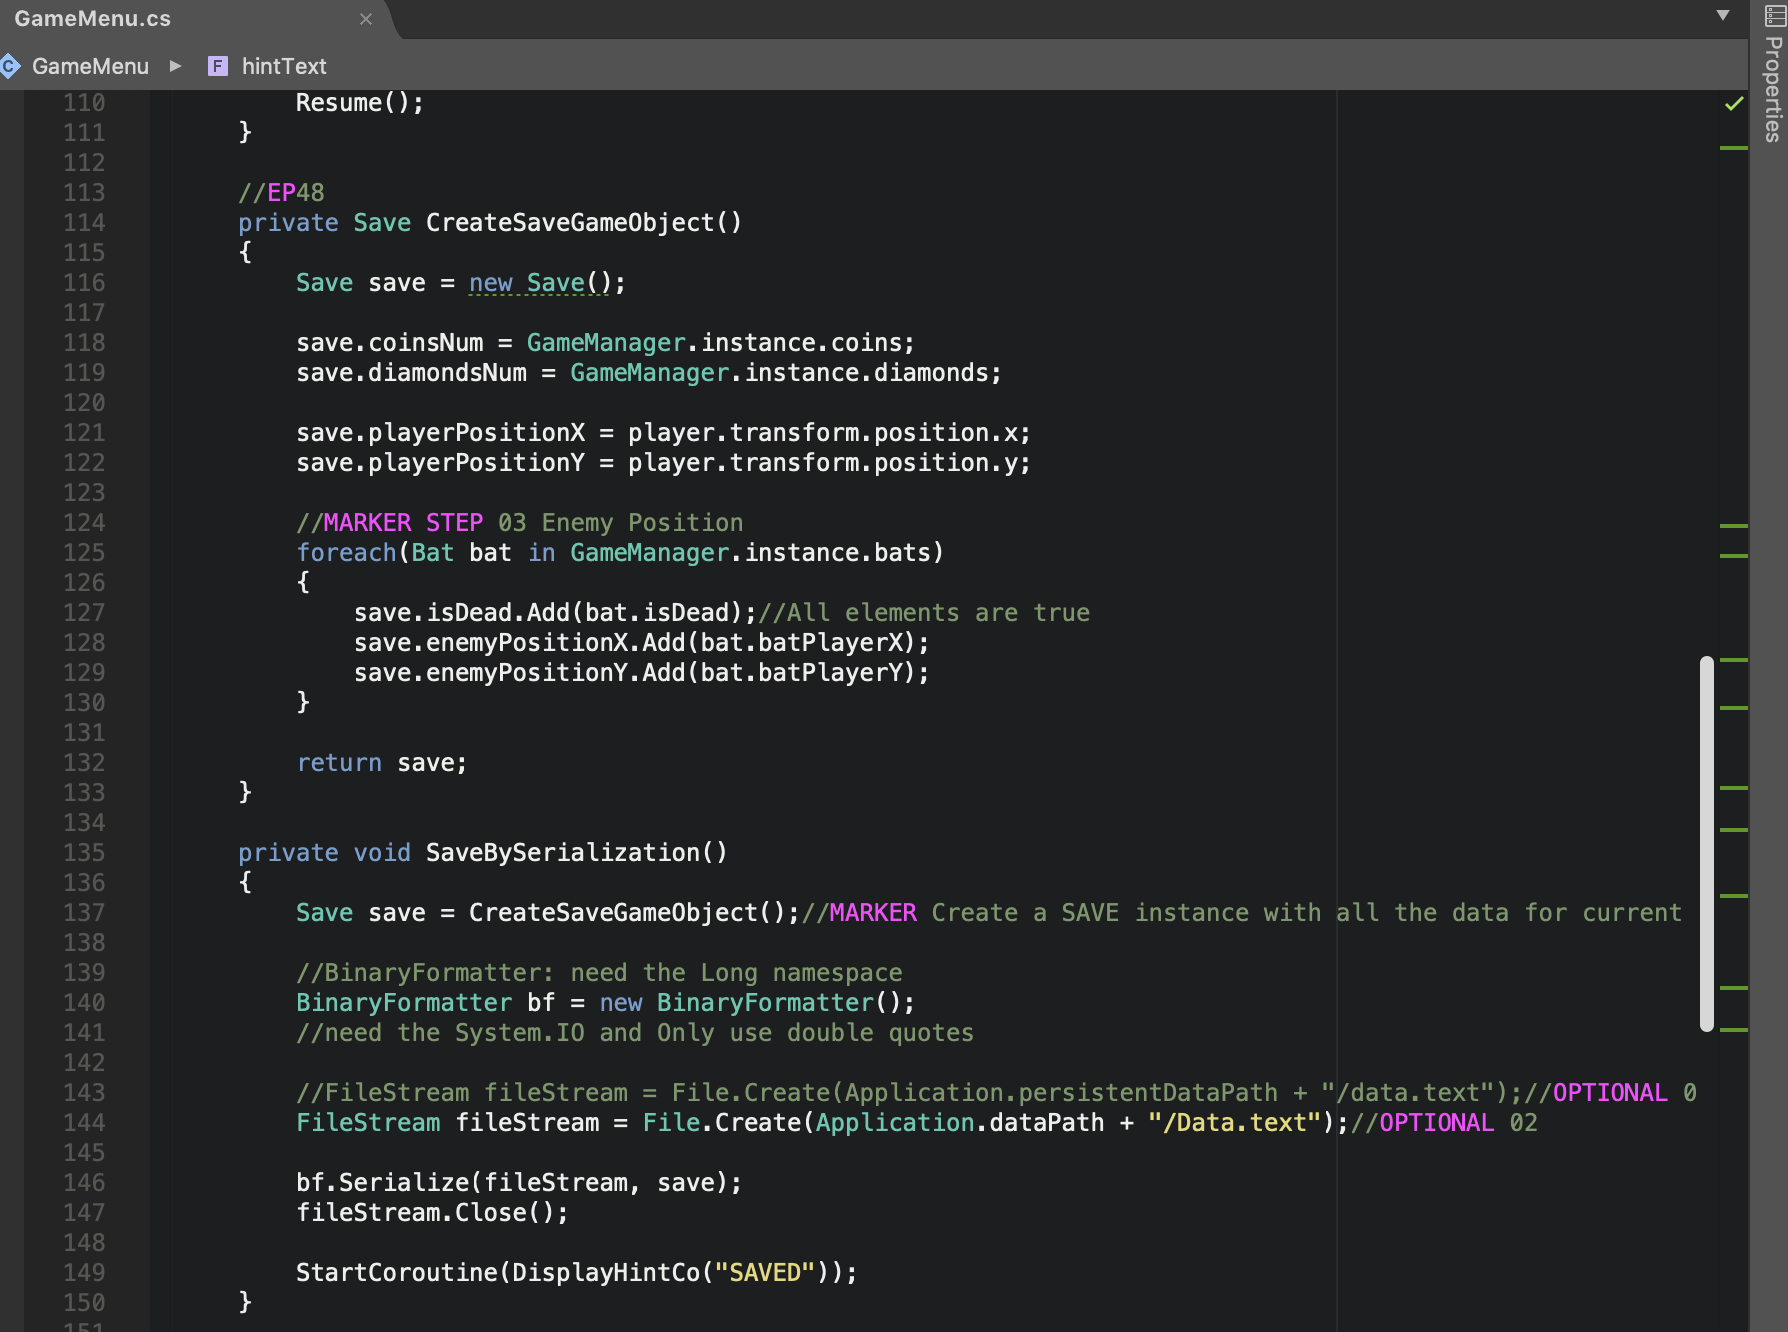 GameMenu.cs
Properties
GameMenu ▶ F hintText
110 Resume();
111 }
112
113 //EP48
114 private Save CreateSaveGameObject()
115 {
116 Save save = new Save();
117
118 save.coinsNum = GameManager.instance.coins;
119 save.diamondsNum = GameManager.instance.diamonds;
120
121 save.playerPositionX = player.transform.position.x;
122 save.playerPositionY = player.transform.position.y;
123
124 //MARKER STEP 03 Enemy Position
125 foreach(Bat bat in GameManager.instance.bats)
126 {
127 save.isDead.Add(bat.isDead);//All elements are true
128 save.enemyPositionX.Add(bat.batPlayerX);
129 save.enemyPositionY.Add(bat.batPlayerY);
130 }
131
132 return save;
133 }
134
135 private void SaveBySerialization()
136 {
137 Save save = CreateSaveGameObject();//MARKER Create a SAVE instance with all the data for current
138
139 //BinaryFormatter: need the Long namespace
140 BinaryFormatter bf = new BinaryFormatter();
141 //need the System.IO and Only use double quotes
142
143 //FileStream fileStream = File.Create(Application.persistentDataPath + "/data.text");//OPTIONAL 0
144 FileStream fileStream = File.Create(Application.dataPath + "/Data.text");//OPTIONAL 02
145
146 bf.Serialize(fileStream, save);
147 fileStream.Close();
148
149 StartCoroutine(DisplayHintCo("SAVED"));
150 }
151